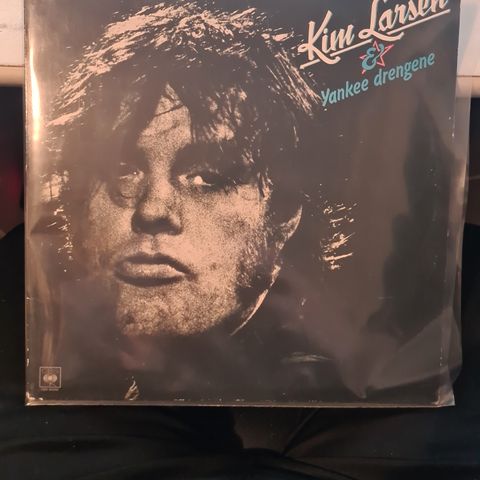 Kim Larsen
&
Yankee drengene